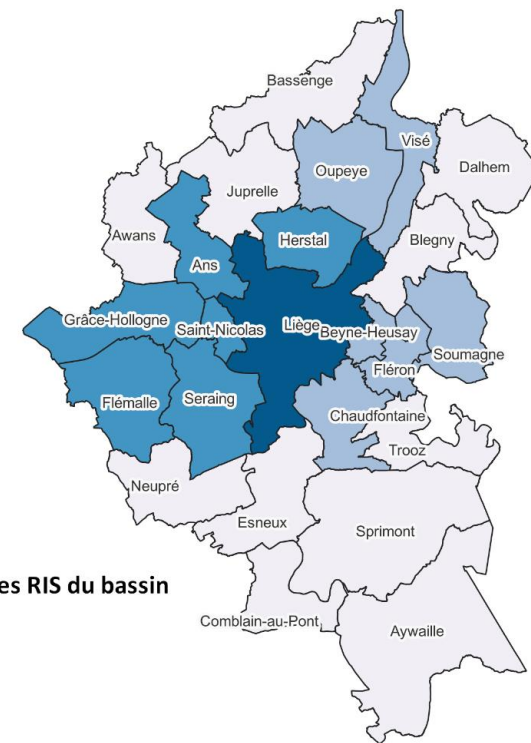 Bassenge
Visé
Oupeye
Dalhem
Juprelle
Awans
Herstal
Blegny
Ans
Grâce-Hollogne
Saint-Nicolas
Liège
Beyne-Heusay
Soumagne
Fléron
Flémalle
Seraing
Chaudfontaine
Trooz
Neupré
Esneux
Sprimont
es RIS du bassin
Comblain-au-Pont
Aywaille